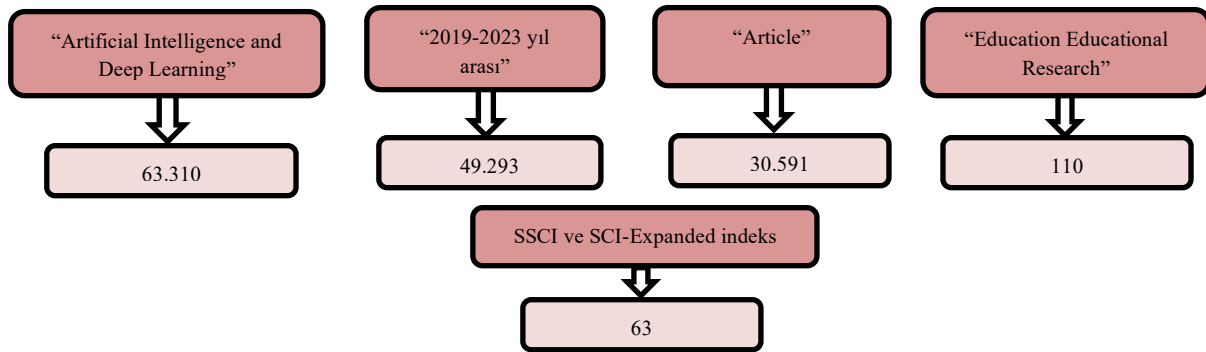 “Artificial Intelligence and
Deep Learning”
“2019-2023 yıl
arası”
“Article”
“Education Educational
Research”
63.310
49.293
30.591
110
SSCI ve SCI-Expanded indeks
63